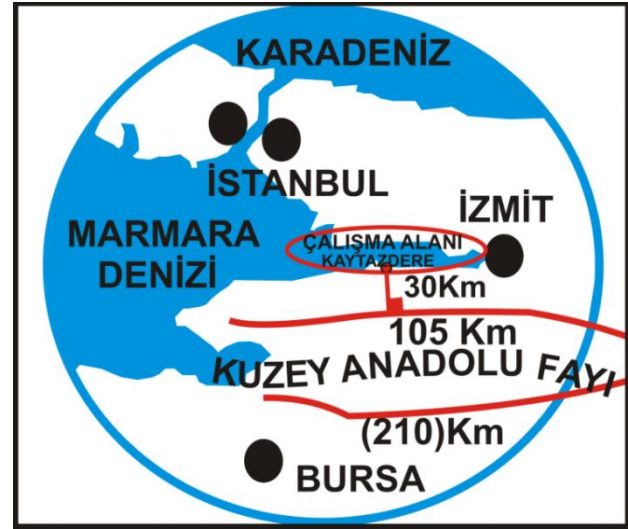 KARADENİZ
İSTANBUL
İZMİT
MARMARA
DENİZİ
ÇALIŞMA ALANI
KAYTAZDERE
30Km
105 Km
KUZEY ANADOLU FAYI
(210)Km
BURSA